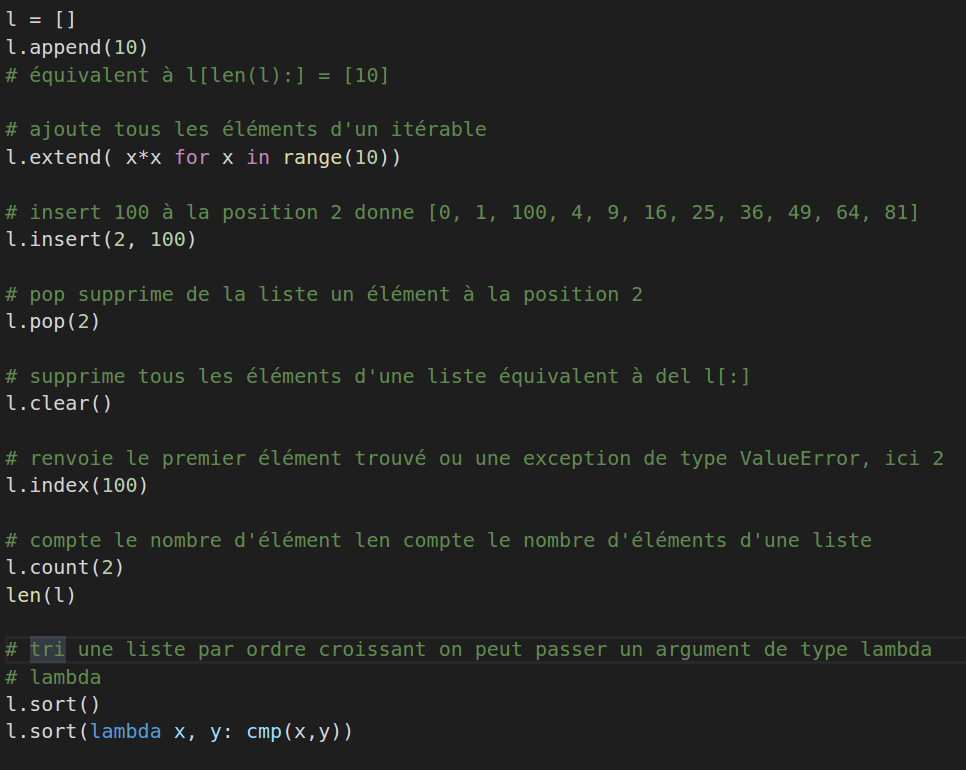 l = []
l.append(10)
# équivalent à l[len(l):] = [10]
# ajoute tous les éléments d'un itérable
l.extend( x*x for x in range(10))
# insert 100 à la position 2 donne [0, 1, 100, 4, 9, 16, 25, 36, 49, 64, 81]
l.insert(2, 100)
# pop supprime de la liste un élément à la position 2
l.pop(2)
# supprime tous les éléments d'une liste équivalent à del l[:]
l.clear()
# renvoie le premier élément trouvé ou une exception de type ValueError, ici 2
l.index(100)
# compte le nombre d'élément len compte le nombre d'éléments d'une liste
l.count(2)
len(l)
# tri une liste par ordre croissant on peut passer un argument de type lambda
# lambda
l.sort()
l.sort(lambda x, y: cmp(x,y))